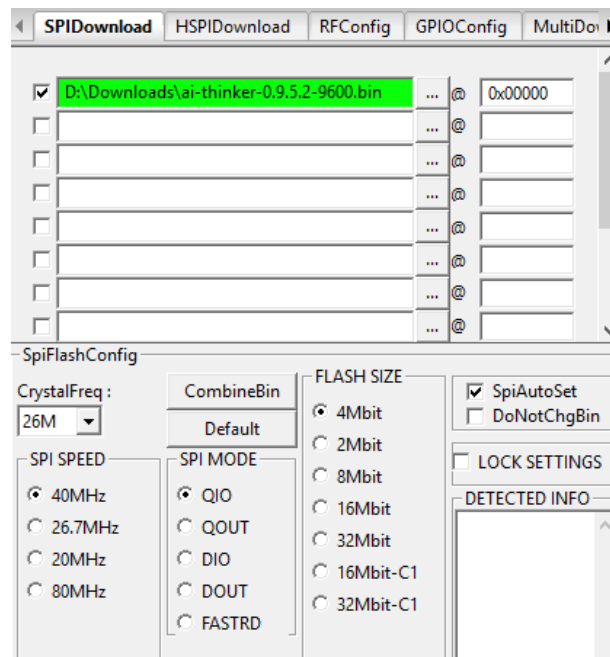 SPIDownload HSPIDownload RFConfig GPIOConfig MultiDo
D:\Downloads\ai-thinker-0.9.5.2-9600.bin ... @ 0x00000
... @
... @
... @
... @
... @
... @
... @
SpiFlashConfig
CrystalFreq :
26M
CombineBin
Default
SPI SPEED
40MHz
26.7MHz
20MHz
80MHz
SPI MODE
QIO
QOUT
DIO
DOUT
FASTRD
FLASH SIZE
4Mbit
2Mbit
8Mbit
16Mbit
32Mbit
16Mbit-C1
32Mbit-C1
SpiAutoSet
DoNotChgBin
LOCK SETTINGS
DETECTED INFO